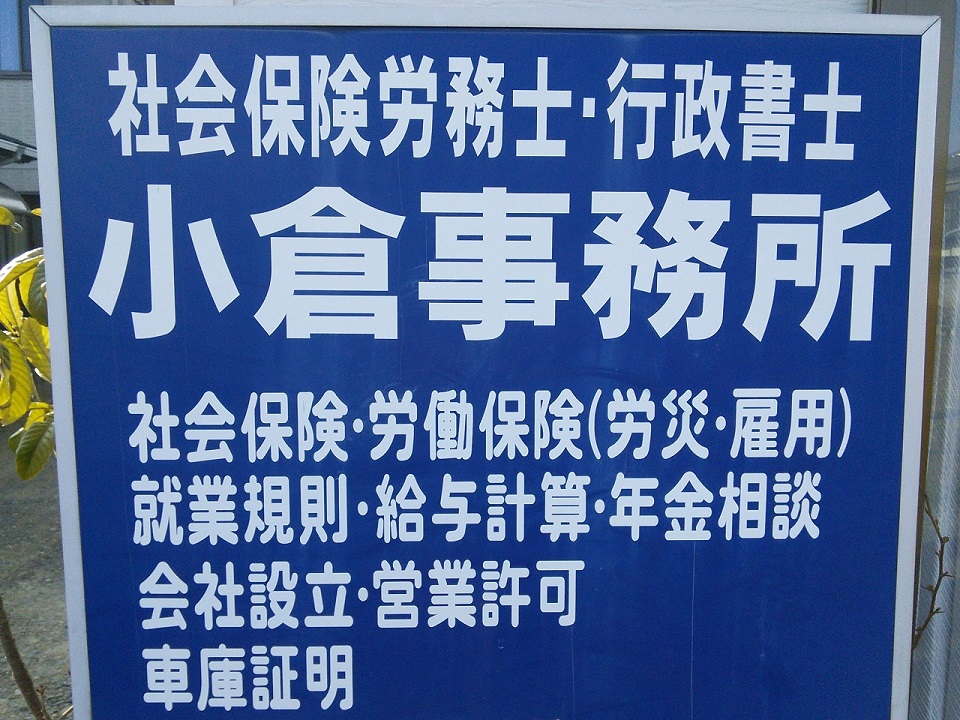 社会保険労務士・行政書士
小倉事務所
社会保険・労働保険(労災・雇用)
就業規則・給与計算・年金相談
会社設立・営業許可
車庫証明